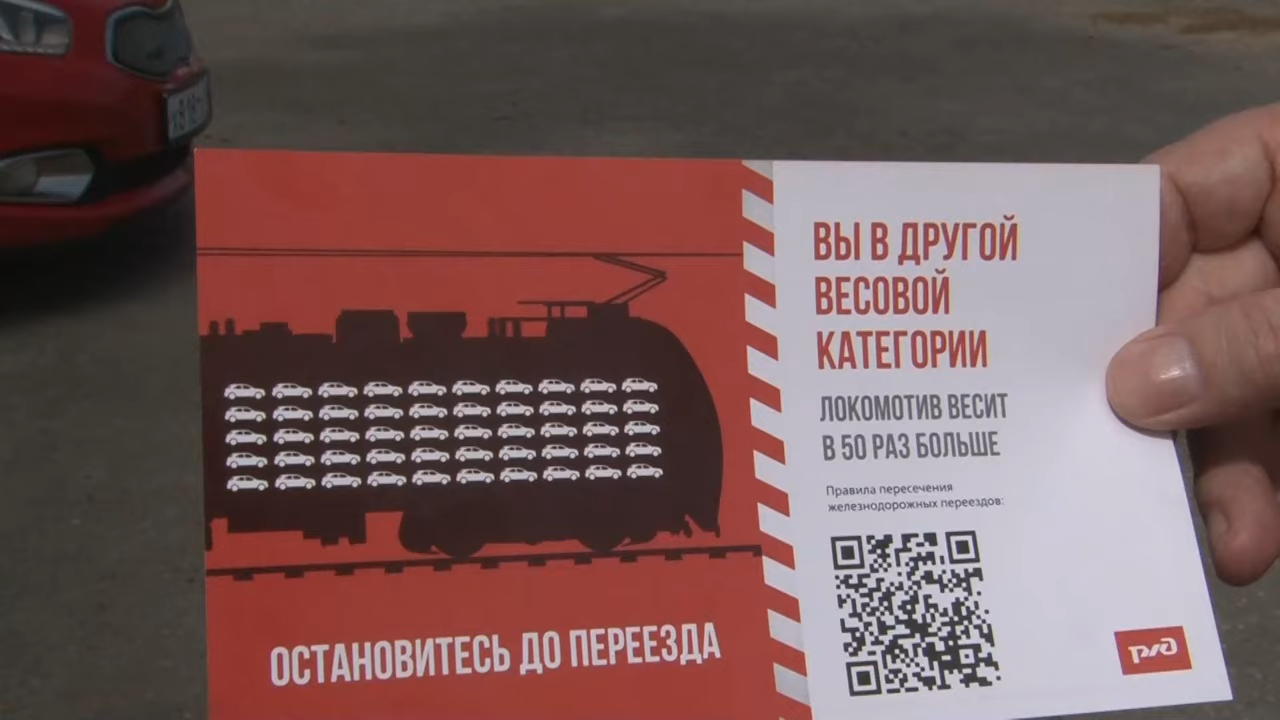 ВЫ В ДРУГОЙ
ВЕСОВОЙ
КАТЕГОРИИ
ЛОКОМОТИВ ВЕСИТ
В 50 РАЗ БОЛЬШЕ
Правила пересечения
железнодорожных переездов:
ОСТАНОВИТЕСЬ ДО ПЕРЕЕЗДА
ржд